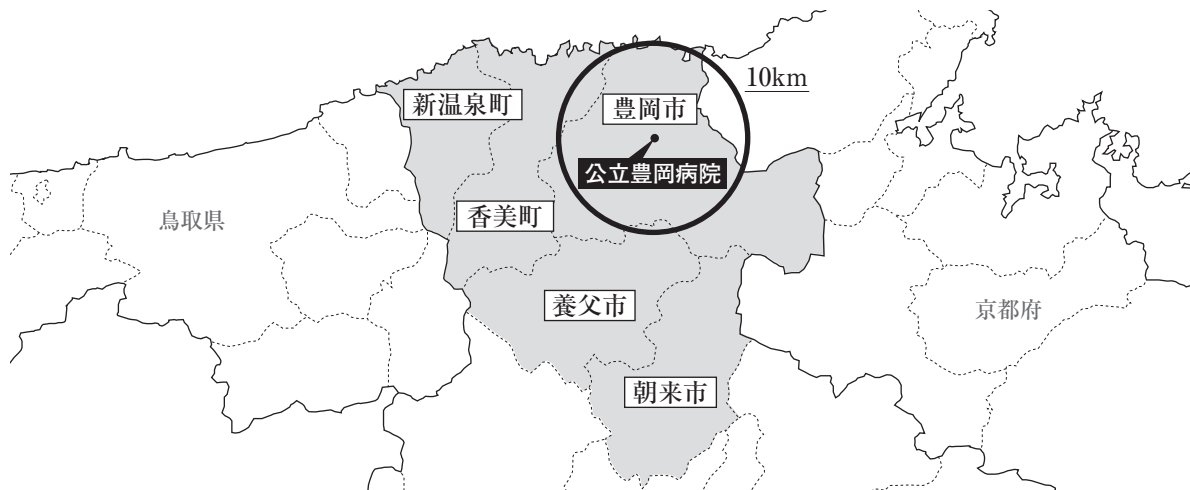 10km
新温泉町
豊岡市
公立豊岡病院
鳥取県
香美町
養父市
京都府
朝来市